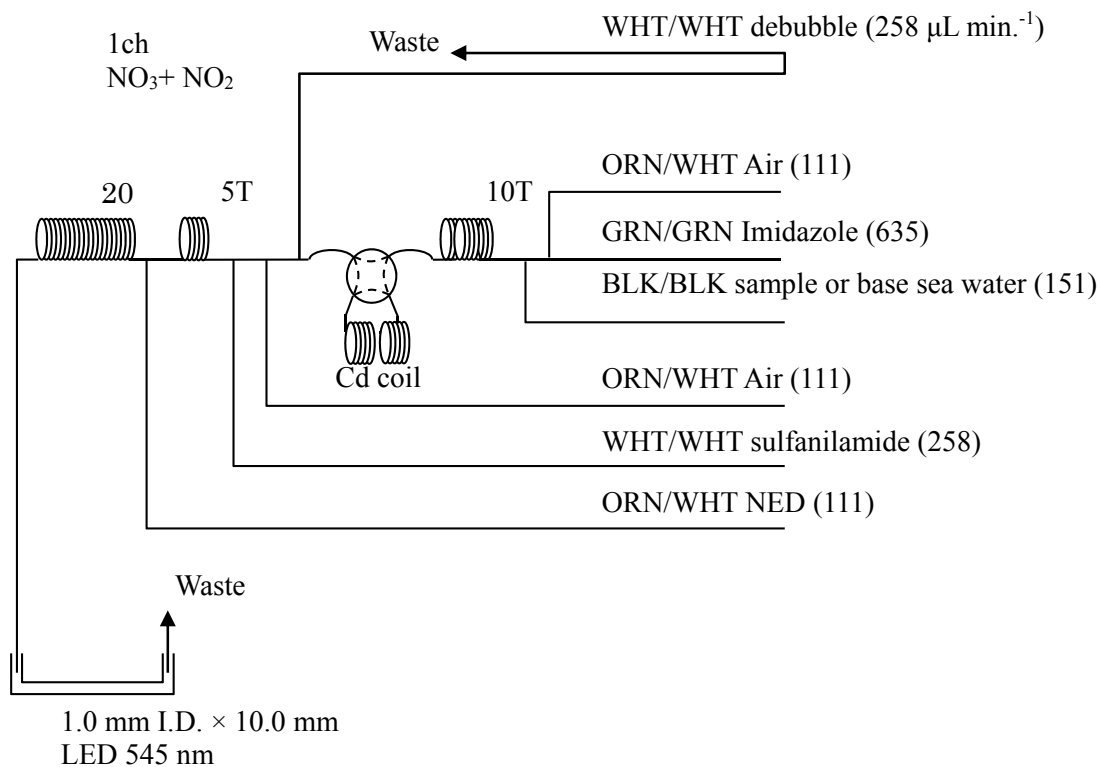 1ch
NO₃+ NO₂
Waste
WHT/WHT debubble (258 μL min.⁻¹)
ORN/WHT Air (111)
20
5T
10T
GRN/GRN Imidazole (635)
BLK/BLK sample or base sea water (151)
Cd coil
ORN/WHT Air (111)
WHT/WHT sulfanilamide (258)
ORN/WHT NED (111)
Waste
1.0 mm I.D. × 10.0 mm
LED 545 nm